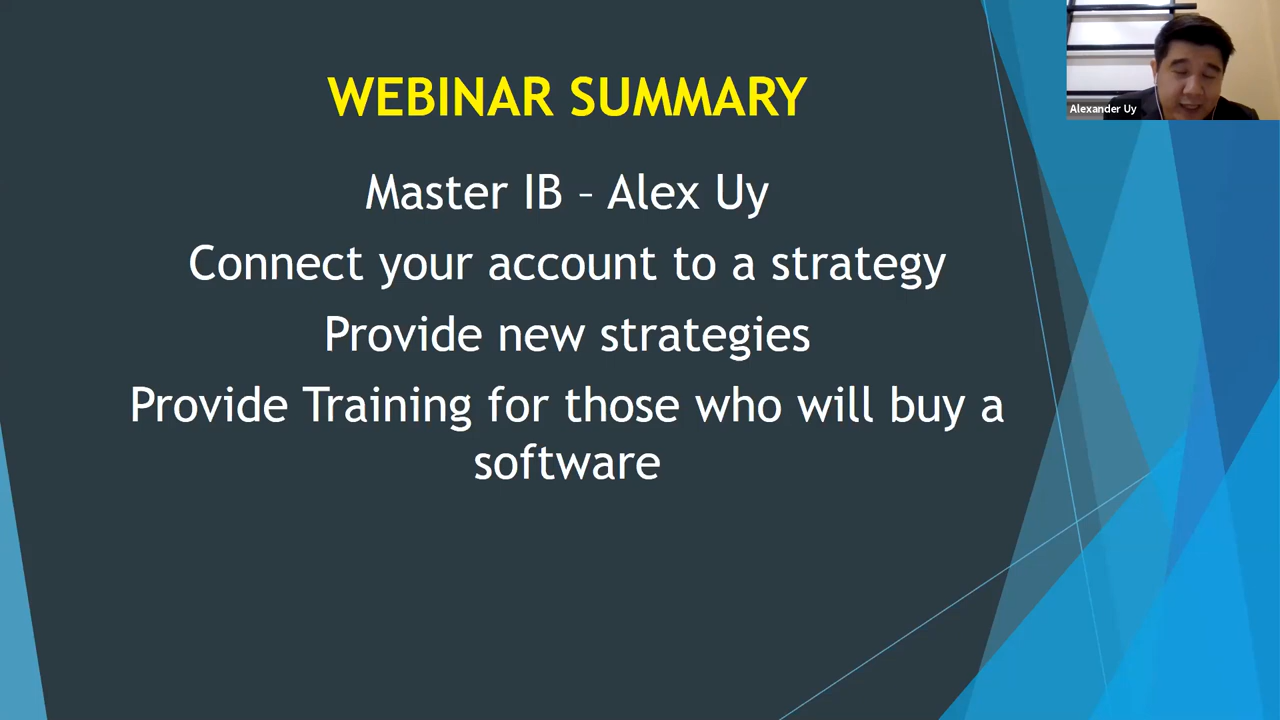 WEBINAR SUMMARY
Master IB – Alex Uy
Connect your account to a strategy
Provide new strategies
Provide Training for those who will buy a
software
Alexander Uy